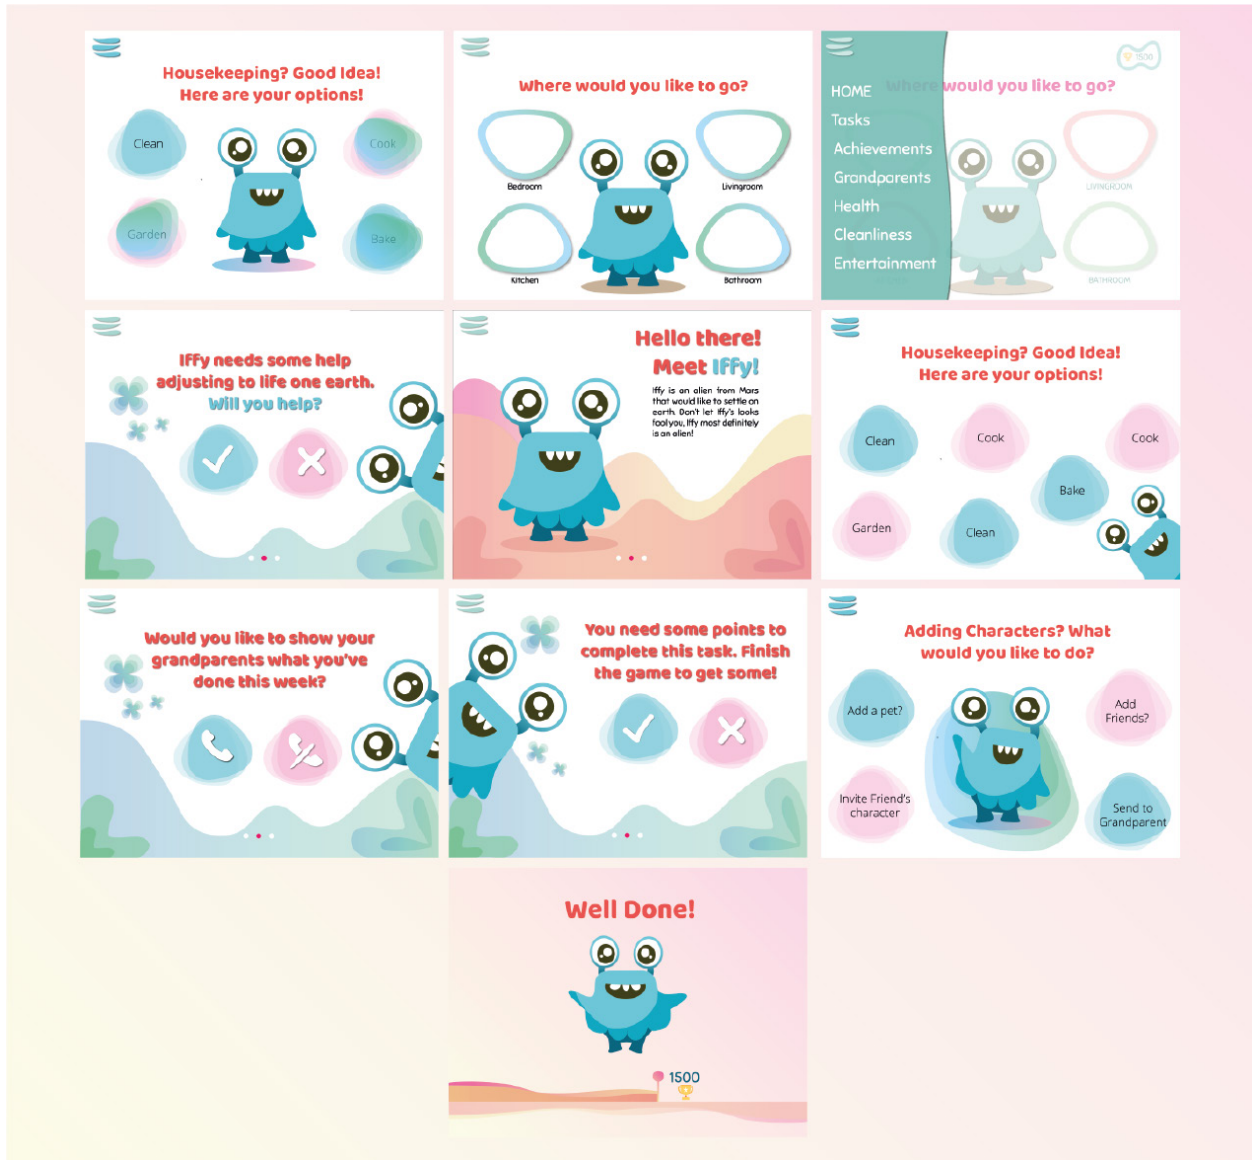 Housekeeping? Good Idea!
Here are your options!
Clean
Cook
Garden
Bake
Where would you like to go?
Bedroom
Livingroom
Kitchen
Bathroom
1500
Where would you like to go?
HOME
Tasks
Achievements
Grandparents
Health
Cleanliness
Entertainment
LIVINGROOM
BATHROOM
Iffy needs some help
adjusting to life one earth.
Will you help?
Hello there!
Meet Iffy!
Iffy is an alien from Mars
that would like to settle on
earth. Don't let Iffy's looks
fool you, Iffy most definitely
is an alien!
Housekeeping? Good Idea!
Here are your options!
Clean
Cook
Cook
Bake
Garden
Clean
Would you like to show your
grandparents what you've
done this week?
You need some points to
complete this task. Finish
the game to get some!
Adding Characters? What
would you like to do?
Add a pet?
Add
Friends?
Invite Friend's
character
Send to
Grandparent
Well Done!
1500